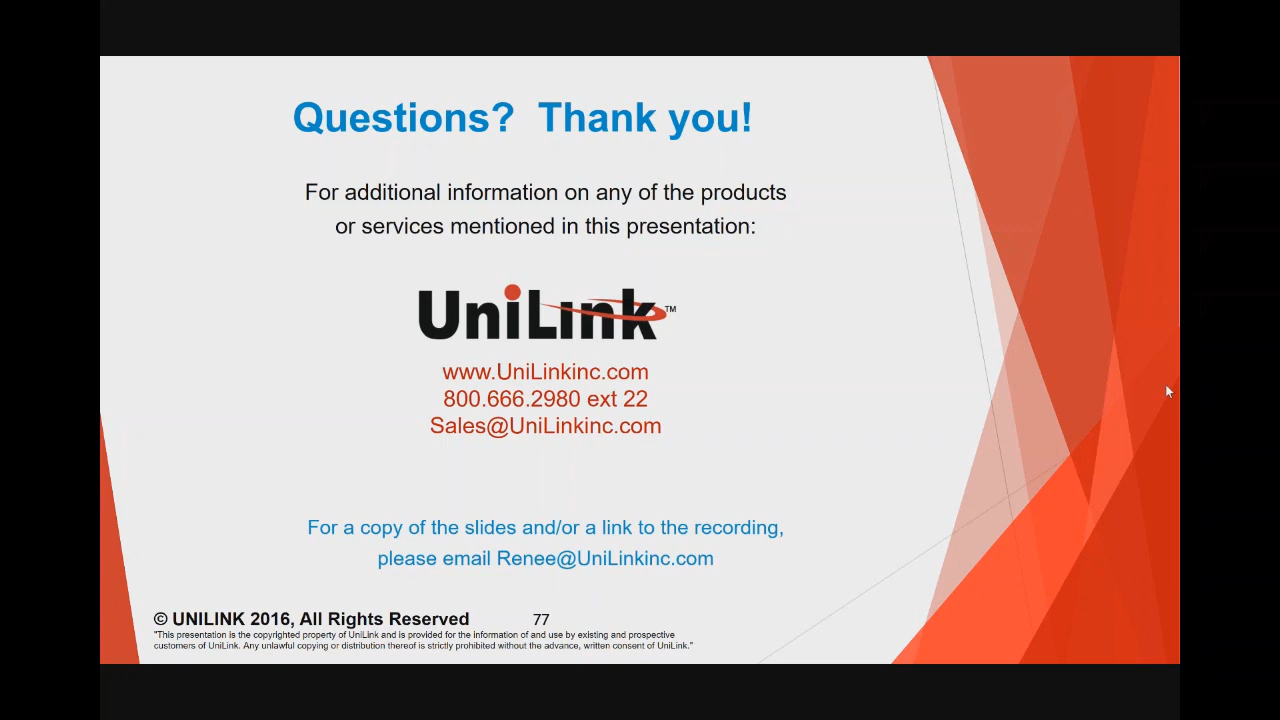 Questions?  Thank you!
For additional information on any of the products
or services mentioned in this presentation:
UniLink™
www.UniLinkinc.com
800.666.2980 ext 22
Sales@UniLinkinc.com
For a copy of the slides and/or a link to the recording,
please email Renee@UniLinkinc.com
© UNILINK 2016, All Rights Reserved 77
"This presentation is the copyrighted property of UniLink and is provided for the information of and use by existing and prospective
customers of UniLink. Any unlawful copying or distribution thereof is strictly prohibited without the advance, written consent of UniLink."